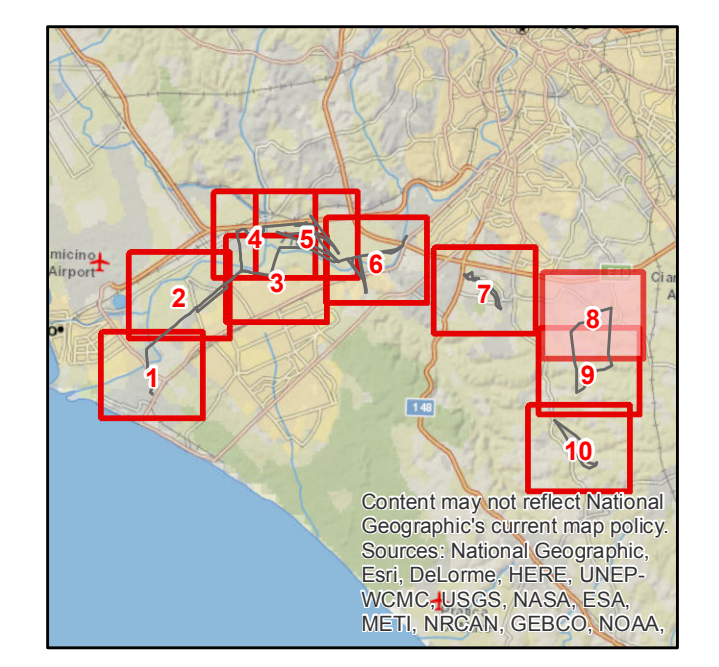 4
5
6
micino
Airport
Cia
A
2
3
7
8
o
1
9
148
10
Content may not reflect National
Geographic's current map policy.
Sources: National Geographic,
Esri, DeLorme, HERE, UNEP-
WCMC, USGS, NASA, ESA,
METI, NRCAN, GEBCO, NOAA,